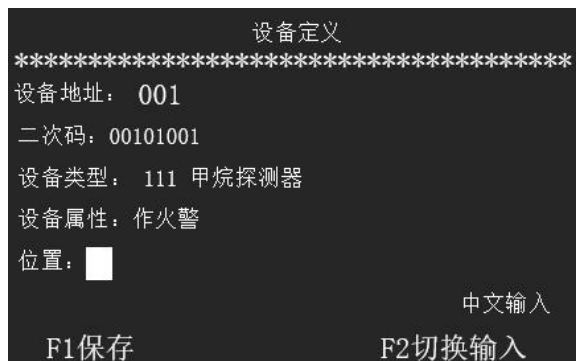 设备定义
****************************************
设备地址： 001
二次码：00101001
设备类型： 111 甲烷探测器
设备属性：作火警
位置：
中文输入
F1保存 F2切换输入